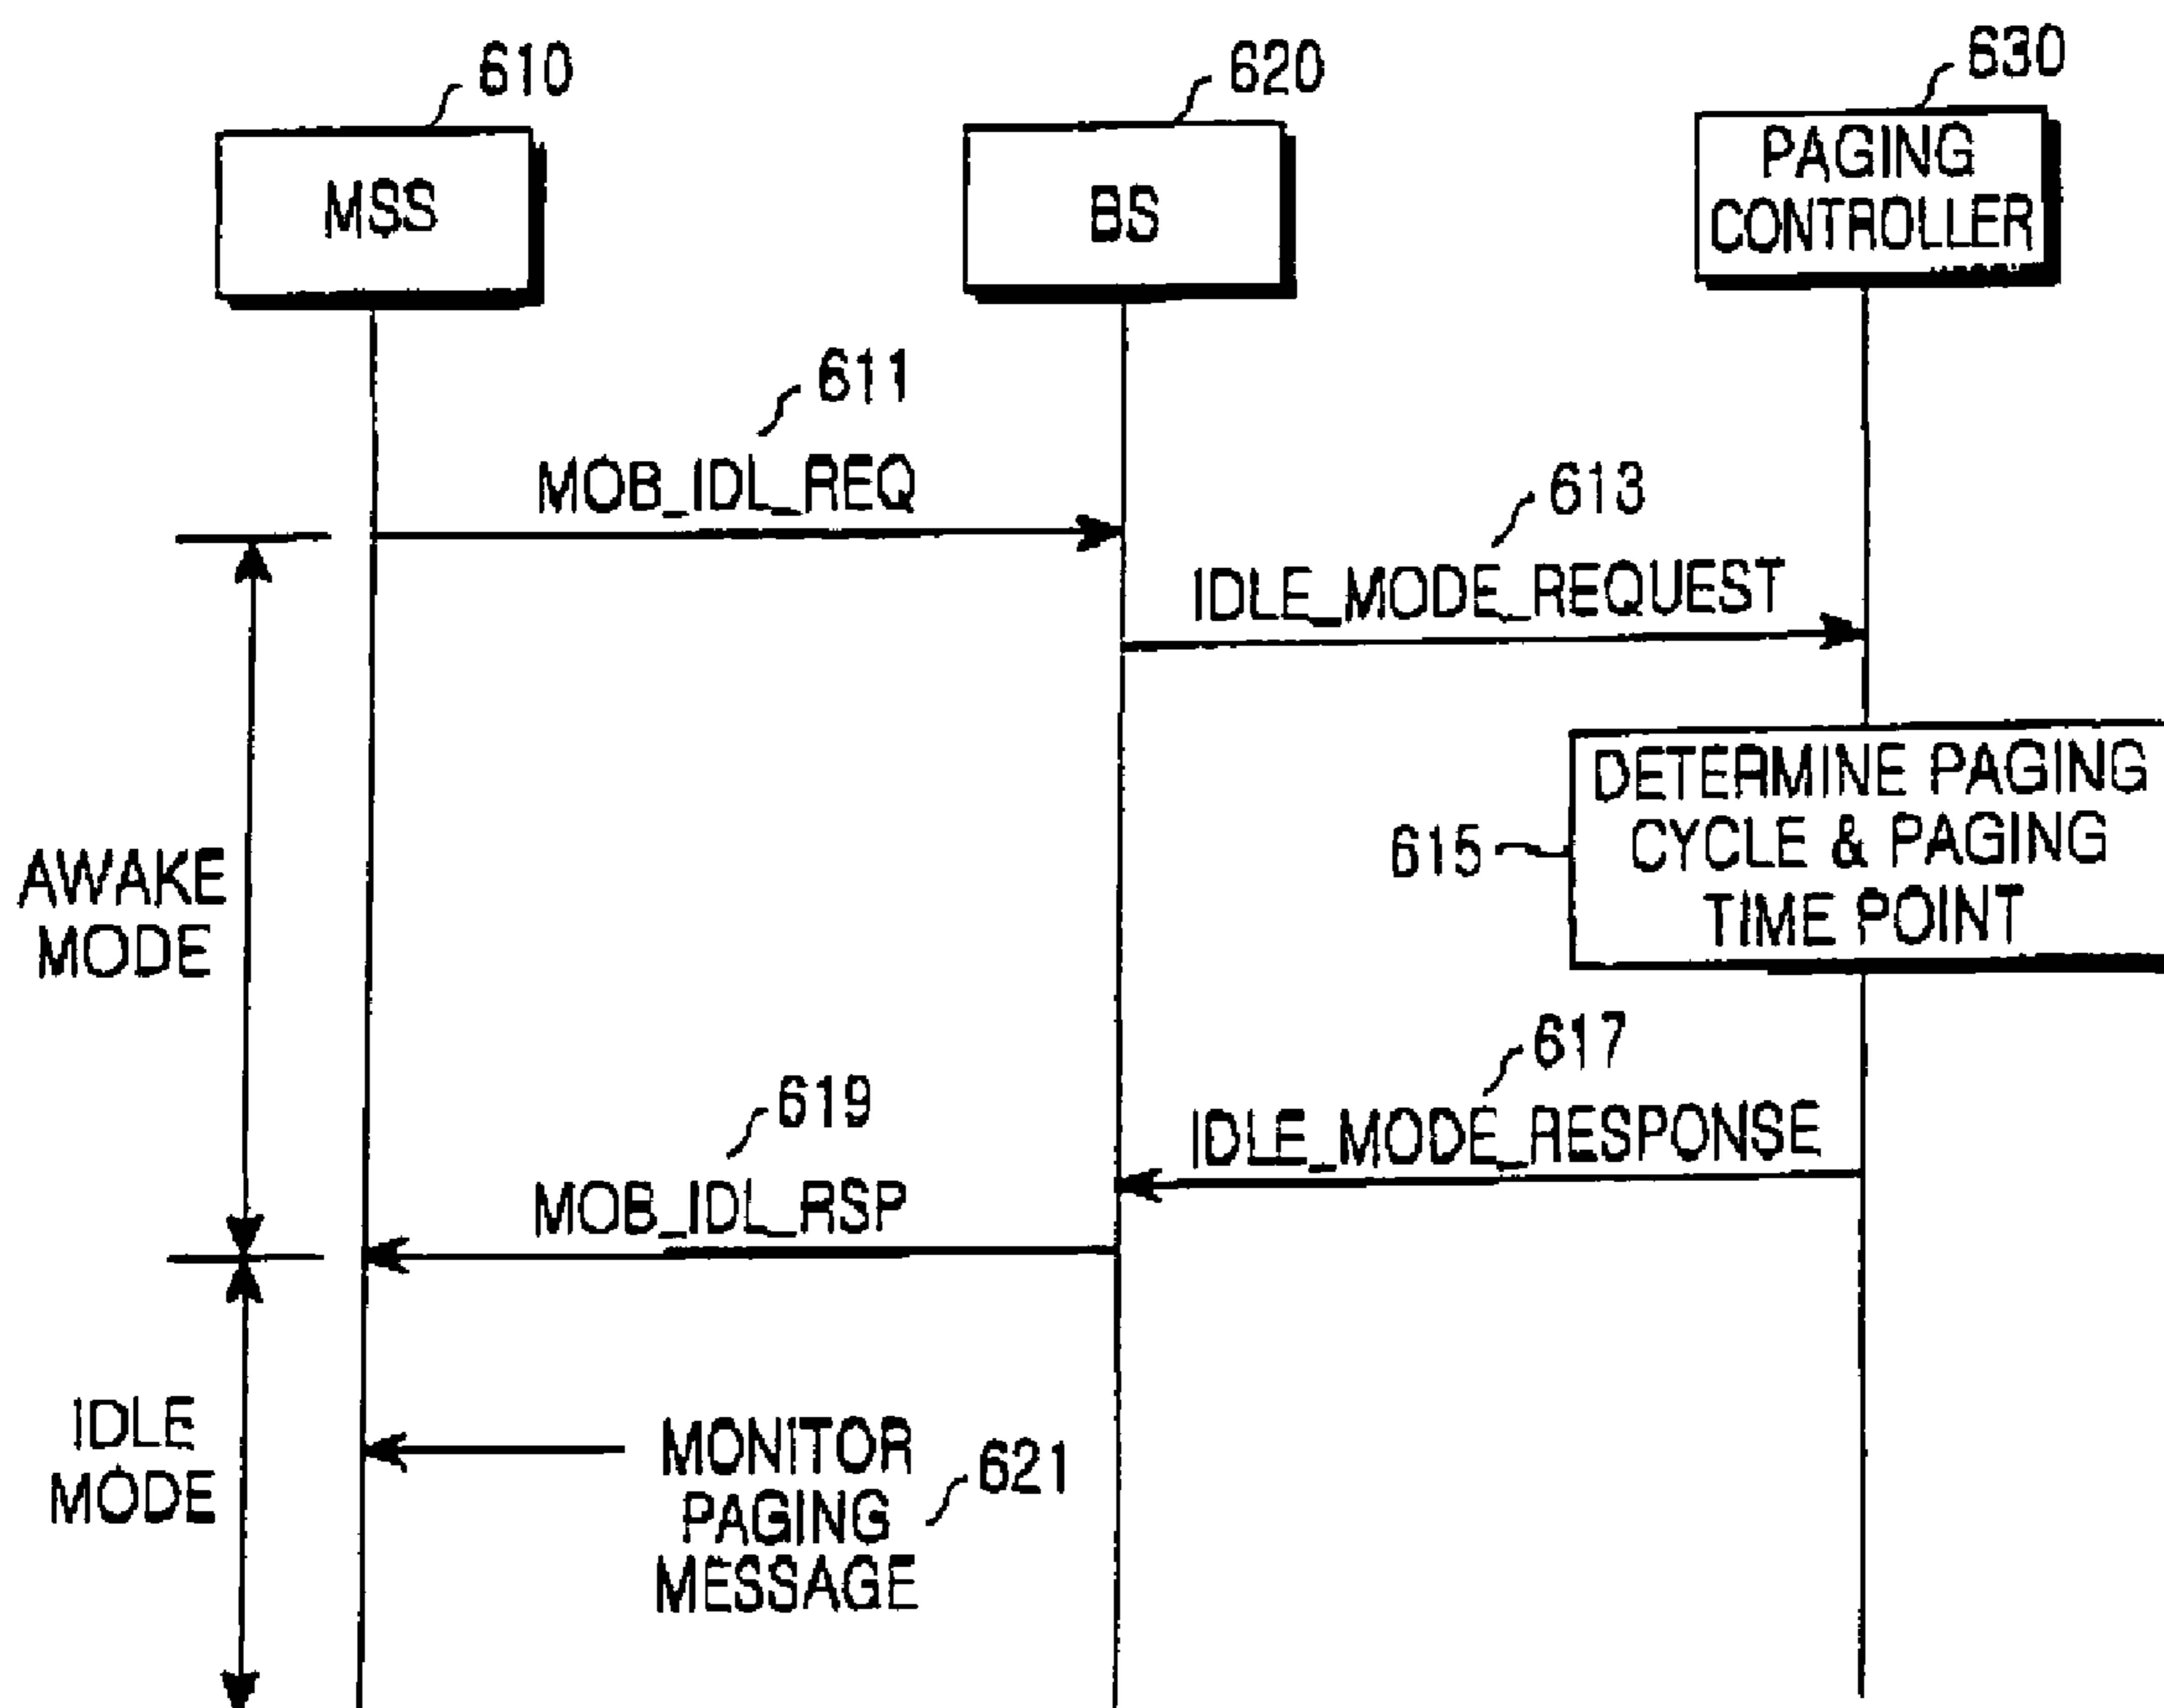 610
620
630
MSS
BS
PAGING
CONTROLLER
611
MOB_IDL_REQ
613
IDLE_MODE_REQUEST
DETERMINE PAGING
CYCLE & PAGING
TIME POINT
615
AWAKE
MODE
617
IDLE_MODE_RESPONSE
619
MOB_IDL_RSP
IDLE
MODE
MONITOR
PAGING
MESSAGE
621